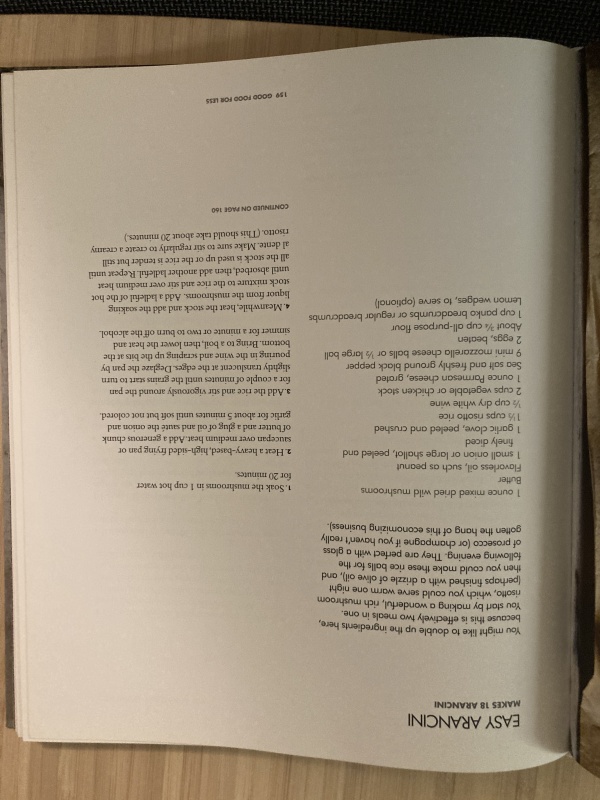 EASY ARANCINI
MAKES 18 ARANCINI
You might like to double up the ingredients here,
because this is effectively two meals in one.
You start by making a wonderful, rich mushroom
risotto, which you could serve warm one night
(perhaps finished with a drizzle of olive oil), and
then you could make these rice balls for the
following evening. They are perfect with a glass
of prosecco (or champagne if you haven't really
gotten the hang of this economizing business).
1 ounce mixed dried wild mushrooms
Butter
Flavorless oil, such as peanut
1 small onion or large shallot, peeled and
finely diced
1 garlic clove, peeled and crushed
1½ cups risotto rice
½ cup dry white wine
2 cups vegetable or chicken stock
1 ounce Parmesan cheese, grated
Sea salt and freshly ground black pepper
9 mini mozzarella cheese balls or ½ large ball
2 eggs, beaten
About ¾ cup all-purpose flour
1 cup panko breadcrumbs or regular breadcrumbs
Lemon wedges, to serve (optional)
1. Soak the mushrooms in 1 cup hot water
for 20 minutes.
2. Heat a heavy-based, high-sided frying pan or
saucepan over medium heat. Add a generous chunk
of butter and a glug of oil and sauté the onion and
garlic for about 5 minutes until soft but not colored.
3. Add the rice and stir vigorously around the pan
for a couple of minutes until the grains start to turn
slightly translucent at the edges. Deglaze the pan by
pouring in the wine and scraping up the bits at the
bottom. Bring to a boil, then lower the heat and
simmer for a minute or two to burn off the alcohol.
4. Meanwhile, heat the stock and add the soaking
liquor from the mushrooms. Add a ladleful of the hot
stock mixture to the rice and stir over medium heat
until absorbed, then add another ladleful. Repeat until
all the stock is used up or the rice is tender but still
al dente. Make sure to stir regularly to create a creamy
risotto. (This should take about 20 minutes.)
CONTINUED ON PAGE 160
159 GOOD FOOD FOR LESS